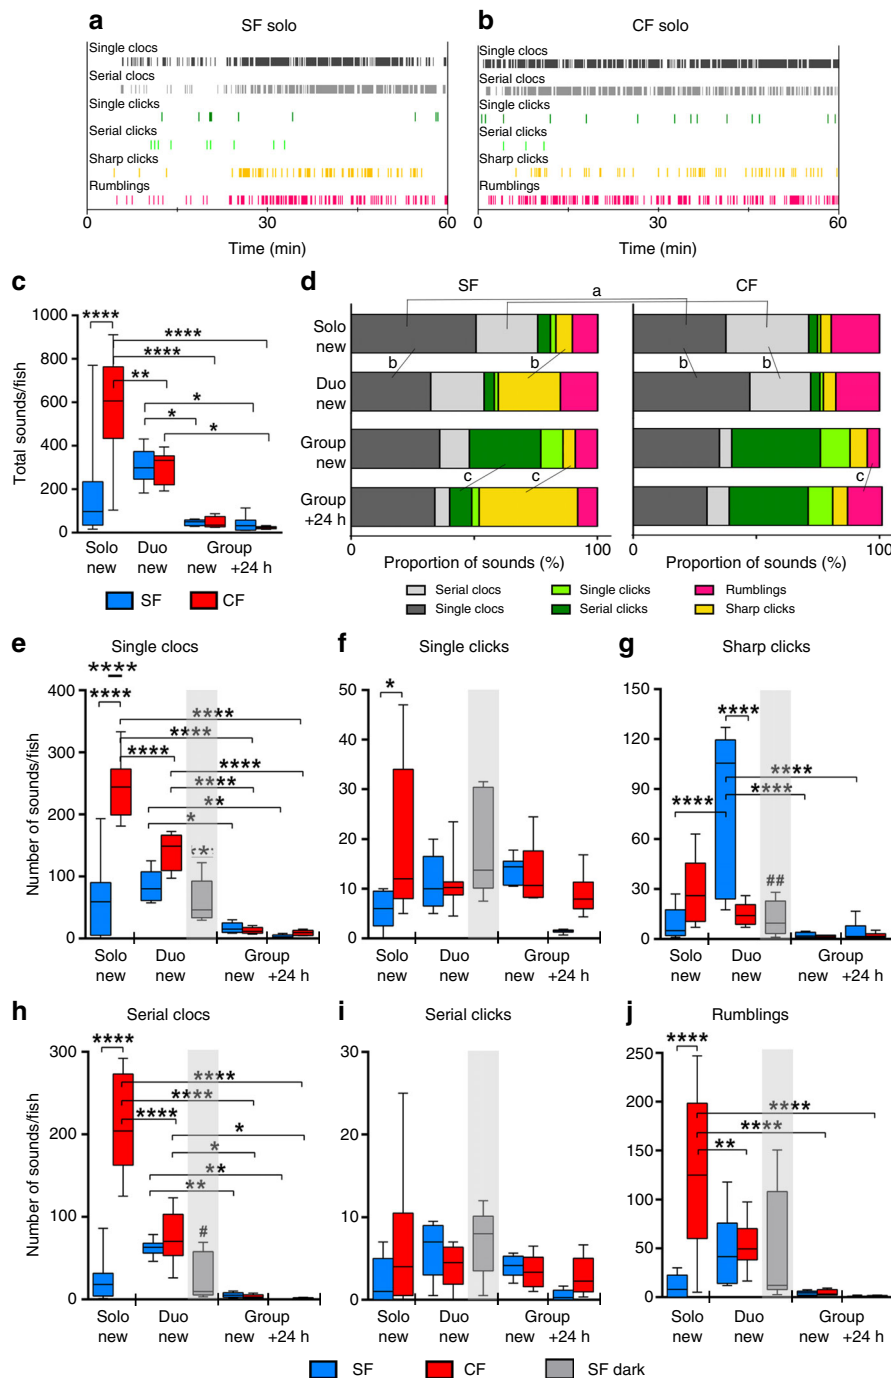 a SF solo
Single clocs
Serial clocs
Single clicks
Serial clicks
Sharp clicks
Rumblings
0 30 60
Time (min)
b CF solo
Single clocs
Serial clocs
Single clicks
Serial clicks
Sharp clicks
Rumblings
0 30 60
Time (min)
c
Total sounds/fish
1000
800
600
400
200
0
****
****
****
**
*
*
*
Solo new
Duo new
Group
new +24 h
SF CF
d
SF a CF
Solo new
b b b b
Duo new
Group new
c c c
Group +24 h
0 100 0 100
Proportion of sounds (%) Proportion of sounds (%)
Serial clocs Single clicks Rumblings
Single clocs Serial clicks Sharp clicks
e Single clocs
Number of sounds/fish
400
300
200
100
0
****
****
****
****
****
****
****
**
*
***
Solo new
Duo new
Group
new +24 h
f Single clicks
50
40
30
20
10
0
*
Solo new
Duo new
Group
new +24 h
g Sharp clicks
150
120
90
60
30
0
****
****
****
****
##
Solo new
Duo new
Group
new +24 h
h Serial clocs
Number of sounds/fish
300
200
100
0
****
****
****
****
*
*
**
**
#
Solo new
Duo new
Group
new +24 h
i Serial clicks
30
20
10
0
Solo new
Duo new
Group
new +24 h
j Rumblings
250
200
150
100
50
0
****
****
****
**
Solo new
Duo new
Group
new +24 h
SF CF SF dark